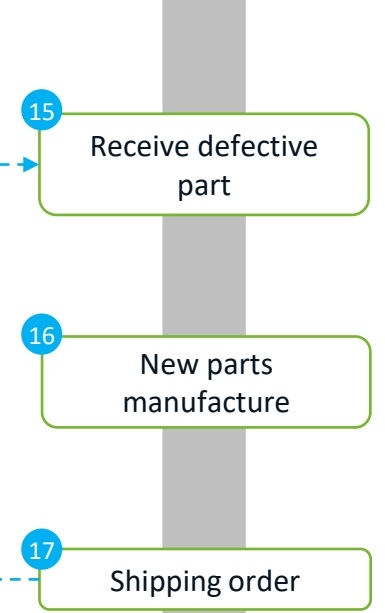 15
Receive defective
part
16
New parts
manufacture
17
Shipping order